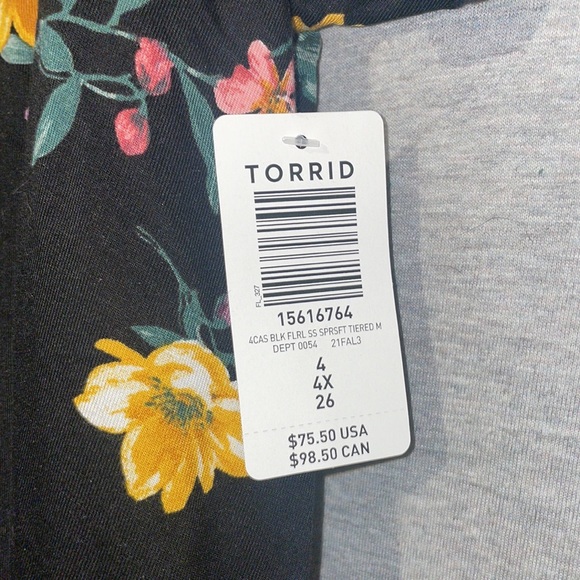 TORRID
FL_327
15616764
4CAS BLK FLRL SS SPRSFT TIERED M
DEPT 0054 21FAL3
4
4X
26
$75.50 USA
$98.50 CAN